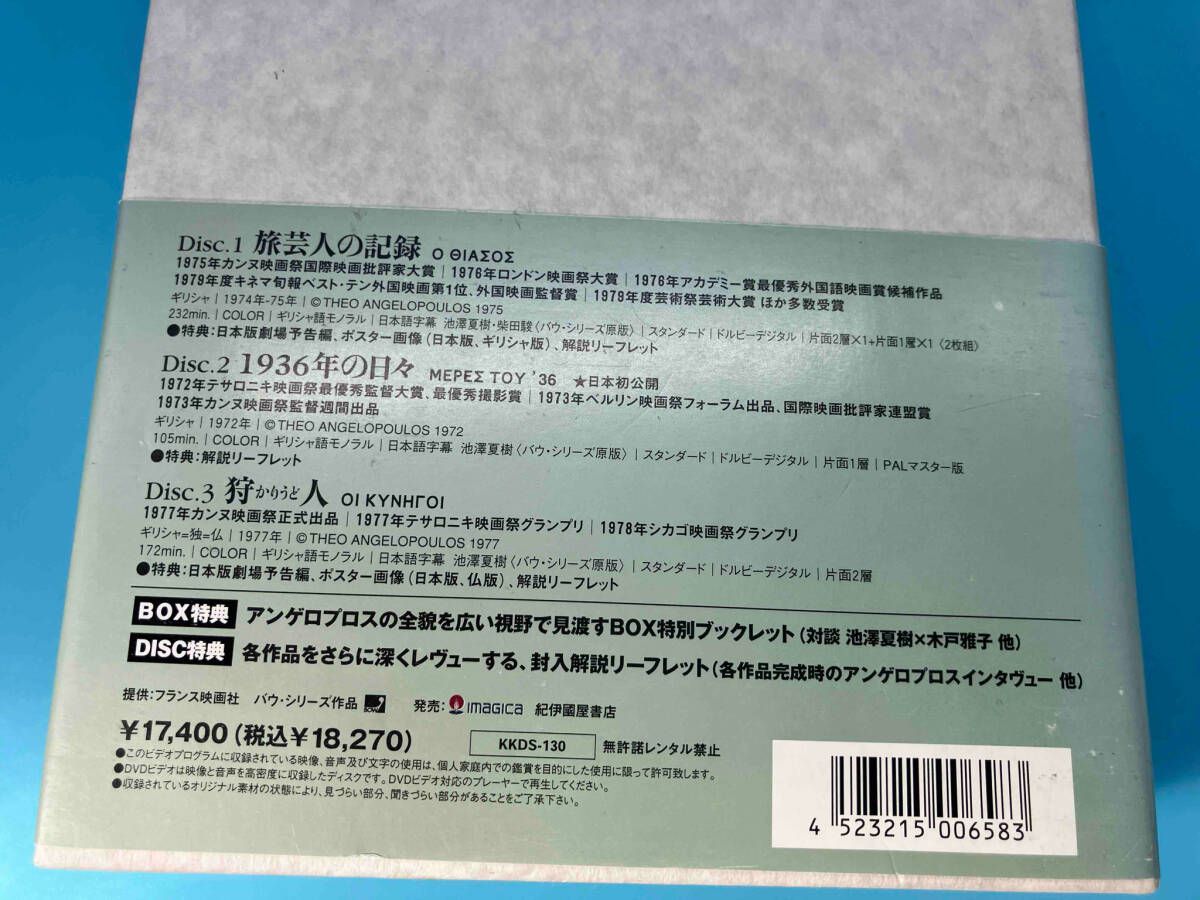 Disc.1 旅芸人の記録 Ο ΘΙΑΣΟΣ
1975年カンヌ映画祭国際映画批評家大賞｜1976年ロンドン映画祭大賞｜1976年アカデミー賞最優秀外国語映画賞候補作品
1979年度キネマ旬報ベスト・テン外国映画第1位、外国映画監督賞｜1979年度芸術祭芸術大賞 ほか多数受賞
ギリシャ｜1974年-75年｜©THEO ANGELOPOULOS 1975
232min.｜COLOR｜ギリシャ語モノラル｜日本語字幕 池澤夏樹・柴田駿〈バウ・シリーズ原版〉｜スタンダード｜ドルビーデジタル｜片面2層×1+片面1層×1〈2枚組〉
●特典：日本版劇場予告編、ポスター画像（日本版、ギリシャ版）、解説リーフレット
Disc.2 1936年の日々 ΜΕΡΕΣ ΤΟΥ '36 ★日本初公開
1972年テサロニキ映画祭最優秀監督大賞、最優秀撮影賞｜1973年ベルリン映画祭フォーラム出品、国際映画批評家連盟賞
1973年カンヌ映画祭監督週間出品
ギリシャ｜1972年｜©THEO ANGELOPOULOS 1972
105min.｜COLOR｜ギリシャ語モノラル｜日本語字幕 池澤夏樹〈バウ・シリーズ原版〉｜スタンダード｜ドルビーデジタル｜片面1層｜PALマスター版
●特典：解説リーフレット
Disc.3 狩かりうど人 ΟΙ ΚΥΝΗΓΟΙ
1977年カンヌ映画祭正式出品｜1977年テサロニキ映画祭グランプリ｜1978年シカゴ映画祭グランプリ
ギリシャ=独=仏｜1977年｜©THEO ANGELOPOULOS 1977
172min.｜COLOR｜ギリシャ語モノラル｜日本語字幕 池澤夏樹〈バウ・シリーズ原版〉｜スタンダード｜ドルビーデジタル｜片面2層
●特典：日本版劇場予告編、ポスター画像（日本版、仏版）、解説リーフレット
BOX特典 アンゲロプロスの全貌を広い視野で見渡すBOX特別ブックレット（対談 池澤夏樹×木戸雅子 他）
DISC特典 各作品をさらに深くレヴューする、封入解説リーフレット（各作品完成時のアンゲロプロスインタヴュー 他）
提供：フランス映画社 バウ・シリーズ作品 BOW 発売：imagica 紀伊國屋書店
￥17,400（税込￥18,270） KKDS-130 無許諾レンタル禁止
●このビデオプログラムに収録されている映像、音声及び文字の使用は、個人家庭内での鑑賞を目的にした使用に限って許可致します。
●DVDビデオは映像と音声を高密度に収録したディスクです。DVDビデオ対応のプレーヤーで再生してください。
●収録されているオリジナル素材の状態により、見づらい部分、聞きづらい部分があることをご了承下さい。
4 523215 006583